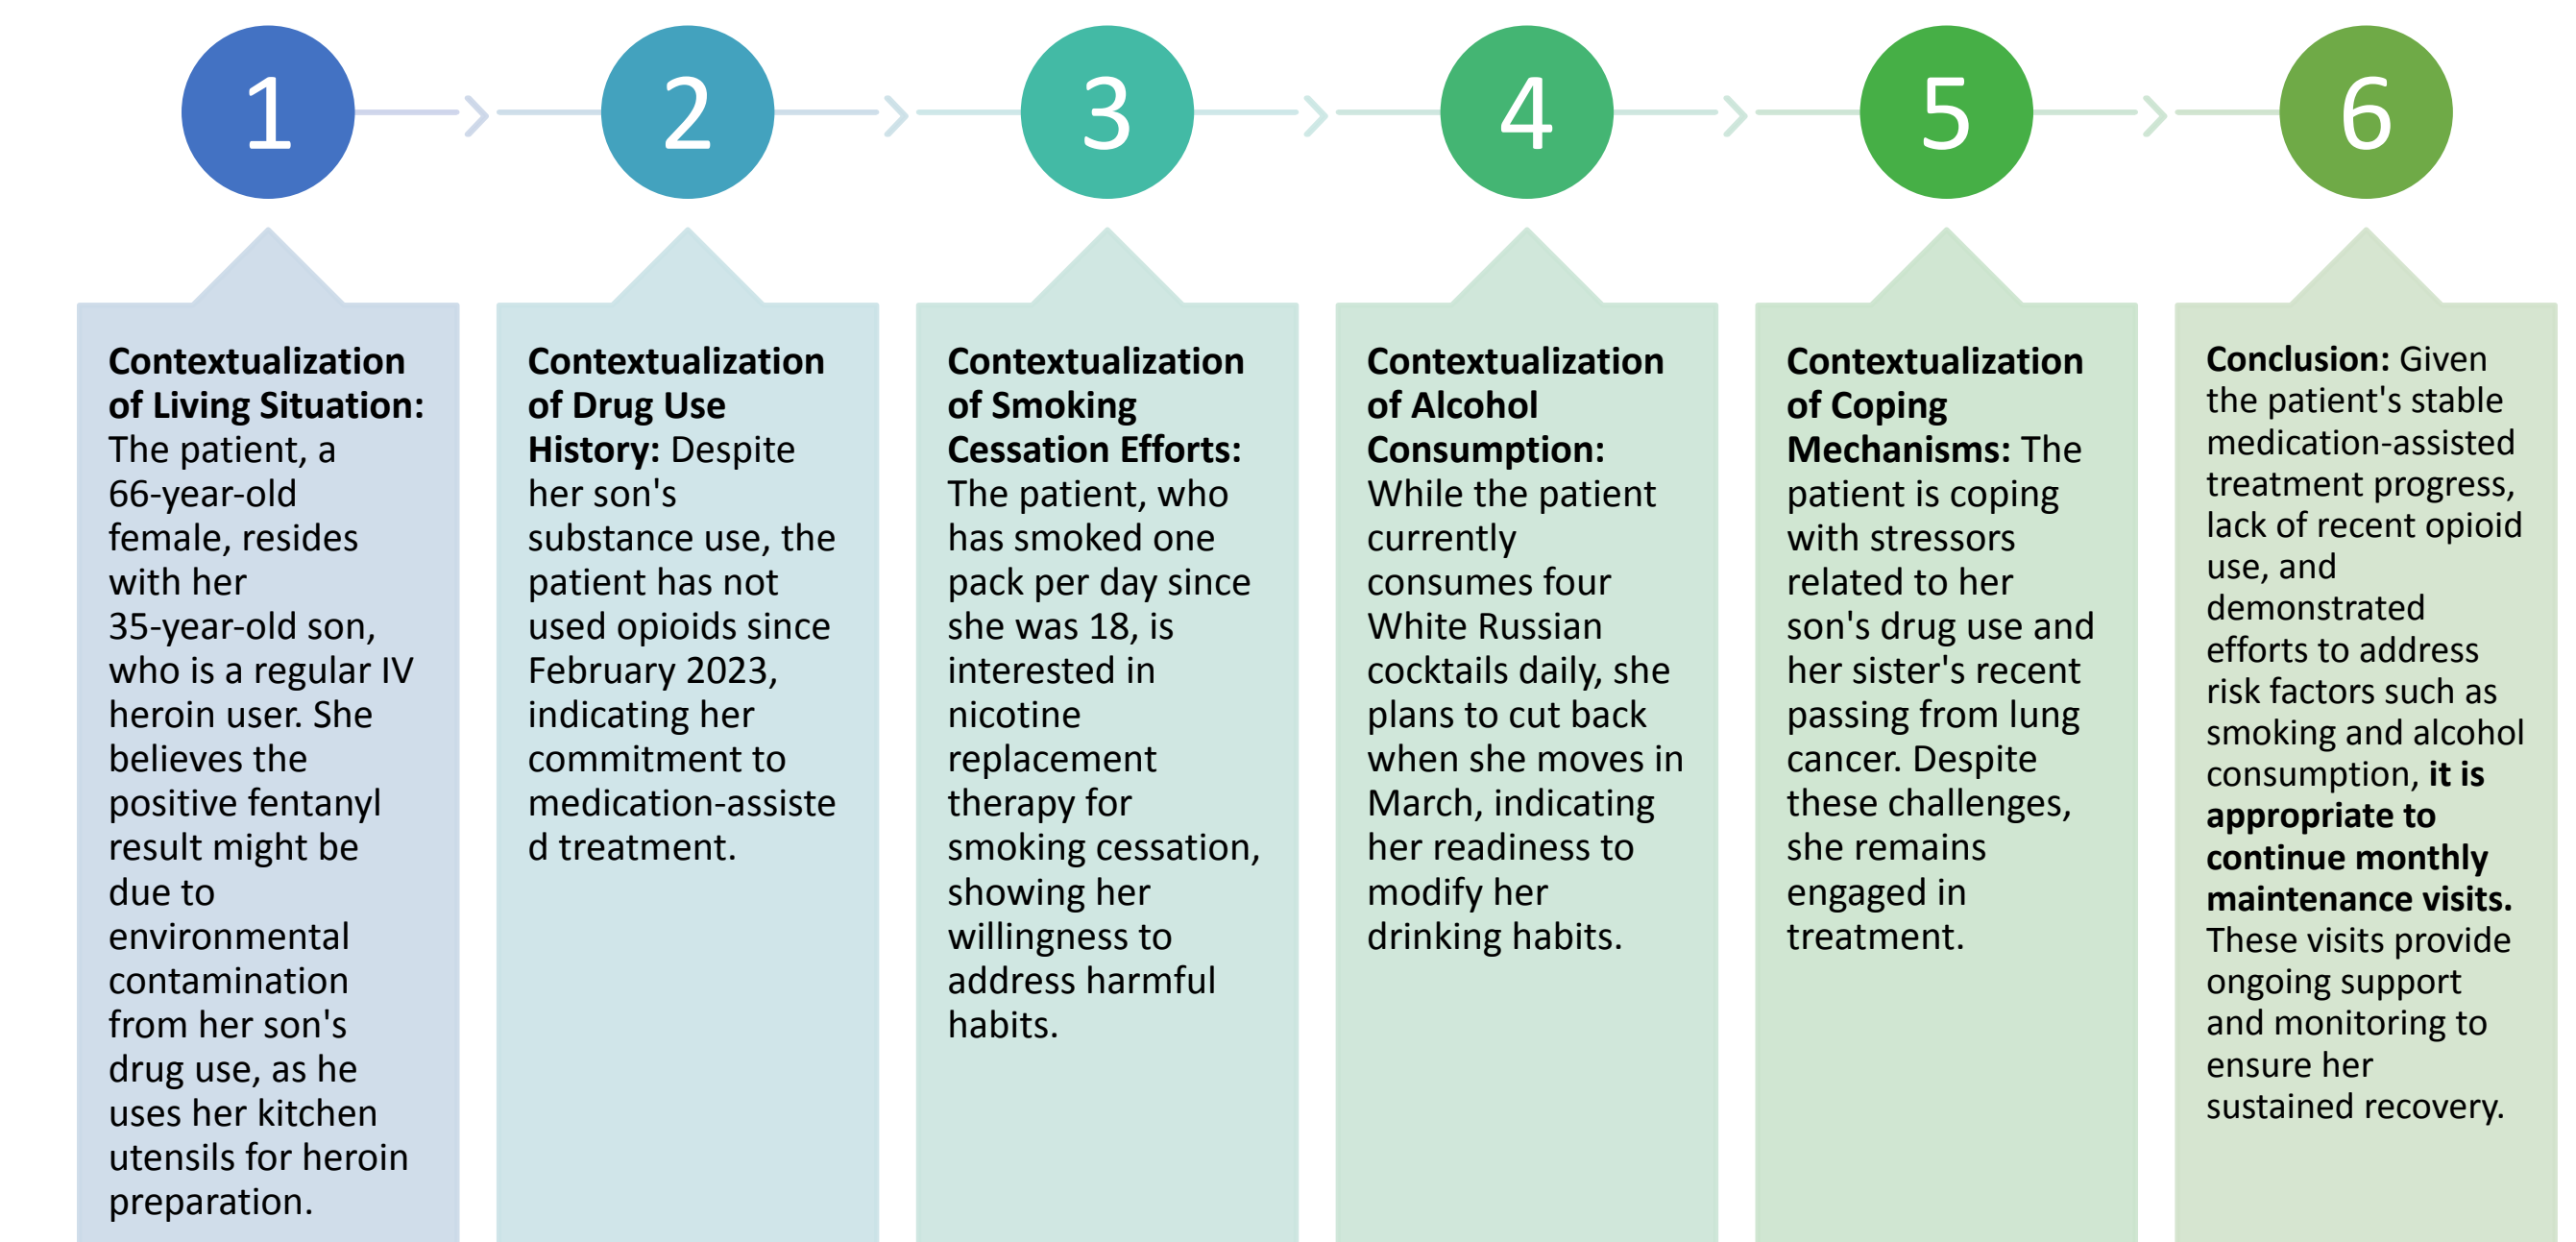 1
2
3
4
5
6
Contextualization
of Living Situation:
The patient, a
66-year-old
female, resides
with her
35-year-old son,
who is a regular IV
heroin user. She
believes the
positive fentanyl
result might be
due to
environmental
contamination
from her son's
drug use, as he
uses her kitchen
utensils for heroin
preparation.
Contextualization
of Drug Use
History: Despite
her son's
substance use, the
patient has not
used opioids since
February 2023,
indicating her
commitment to
medication-assiste
d treatment.
Contextualization
of Smoking
Cessation Efforts:
The patient, who
has smoked one
pack per day since
she was 18, is
interested in
nicotine
replacement
therapy for
smoking cessation,
showing her
willingness to
address harmful
habits.
Contextualization
of Alcohol
Consumption:
While the patient
currently
consumes four
White Russian
cocktails daily, she
plans to cut back
when she moves in
March, indicating
her readiness to
modify her
drinking habits.
Contextualization
of Coping
Mechanisms: The
patient is coping
with stressors
related to her
son's drug use and
her sister's recent
passing from lung
cancer. Despite
these challenges,
she remains
engaged in
treatment.
Conclusion: Given
the patient's stable
medication-assisted
treatment progress,
lack of recent opioid
use, and
demonstrated
efforts to address
risk factors such as
smoking and alcohol
consumption, it is
appropriate to
continue monthly
maintenance visits.
These visits provide
ongoing support
and monitoring to
ensure her
sustained recovery.